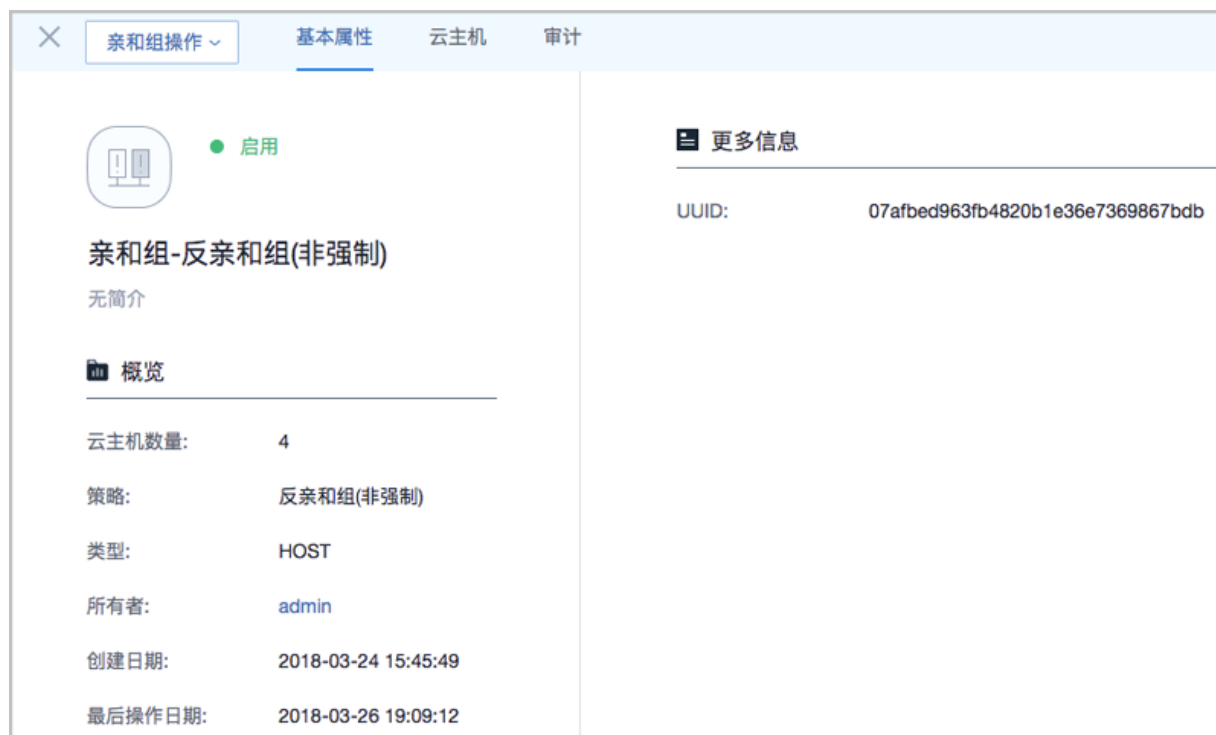 亲和组操作
基本属性
云主机
审计
启用
亲和组-反亲和组(非强制)
无简介
概览
云主机数量: 4
策略: 反亲和组(非强制)
类型: HOST
所有者: admin
创建日期: 2018-03-24 15:45:49
最后操作日期: 2018-03-26 19:09:12
更多信息
UUID: 07afbed963fb4820b1e36e7369867bdb